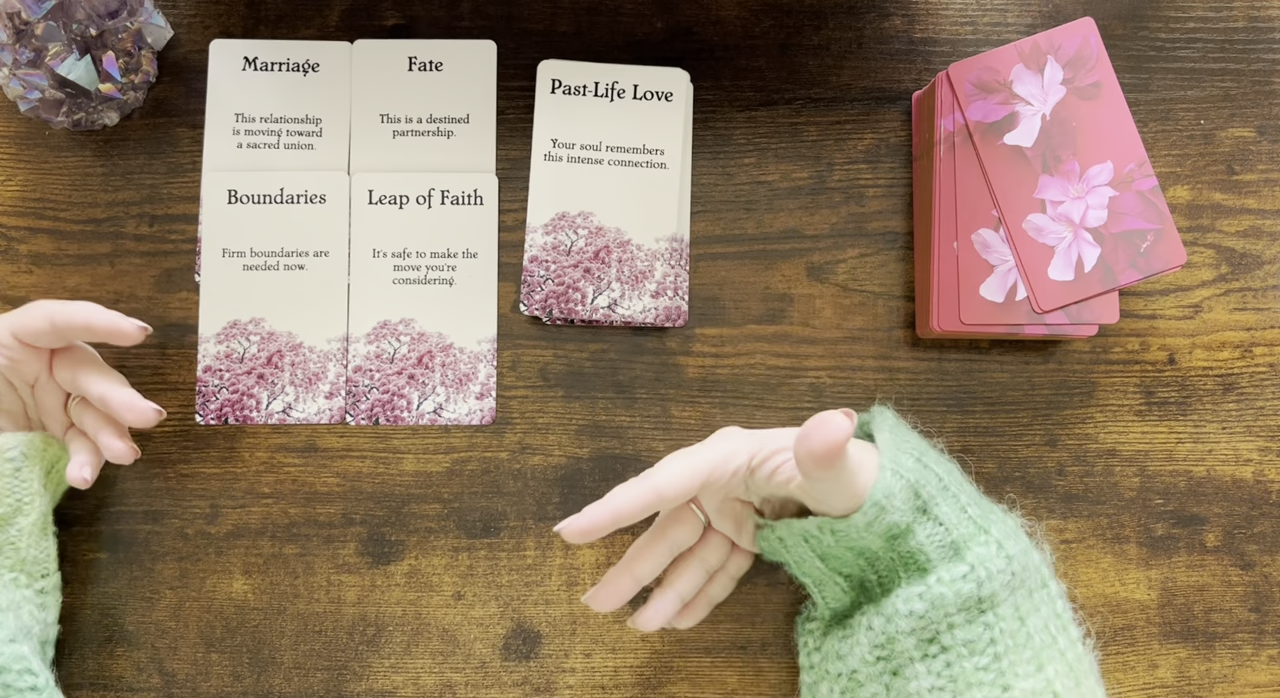 Marriage
This relationship
is moving toward
a sacred union.
Fate
This is a destined
partnership.
Boundaries
Firm boundaries are
needed now.
Leap of Faith
It's safe to make the
move you're
considering.
Past-Life Love
Your soul remembers
this intense connection.